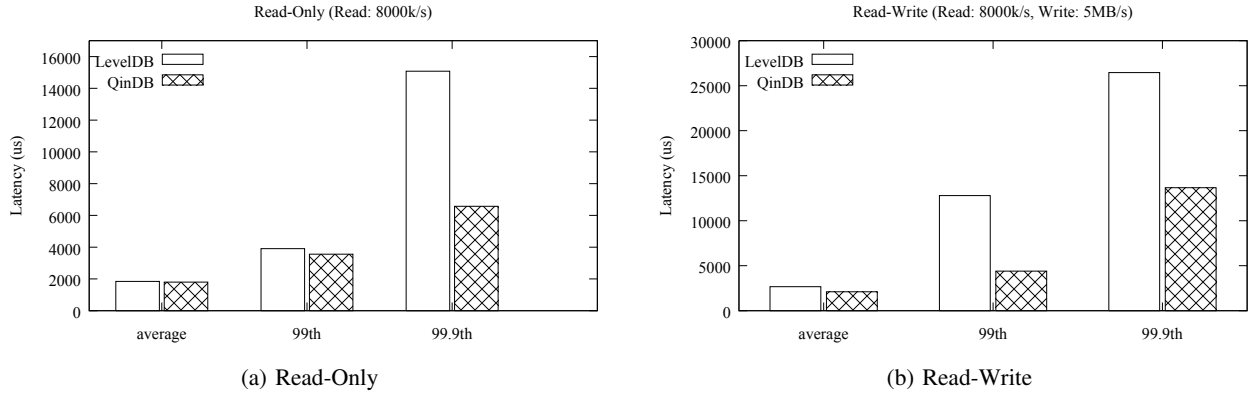 Read-Only (Read: 8000k/s)
16000
14000
12000
10000
8000
6000
4000
2000
0
Latency (us)
LevelDB
QinDB
average 99th 99.9th
(a) Read-Only
Read-Write (Read: 8000k/s, Write: 5MB/s)
30000
25000
20000
15000
10000
5000
0
Latency (us)
LevelDB
QinDB
average 99th 99.9th
(b) Read-Write